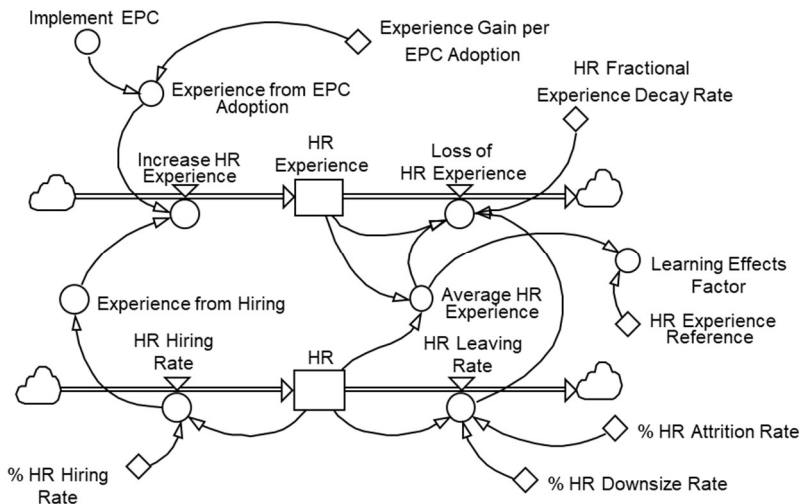 Implement EPC
Experience Gain per
EPC Adoption
Experience from EPC
Adoption
HR Fractional
Experience Decay Rate
Increase HR
Experience
HR
Experience
Loss of
HR Experience
Learning Effects
Factor
Experience from Hiring
Average HR
Experience
HR Experience
Reference
HR Hiring
Rate
HR
HR Leaving
Rate
% HR Attrition Rate
% HR Hiring
Rate
% HR Downsize Rate